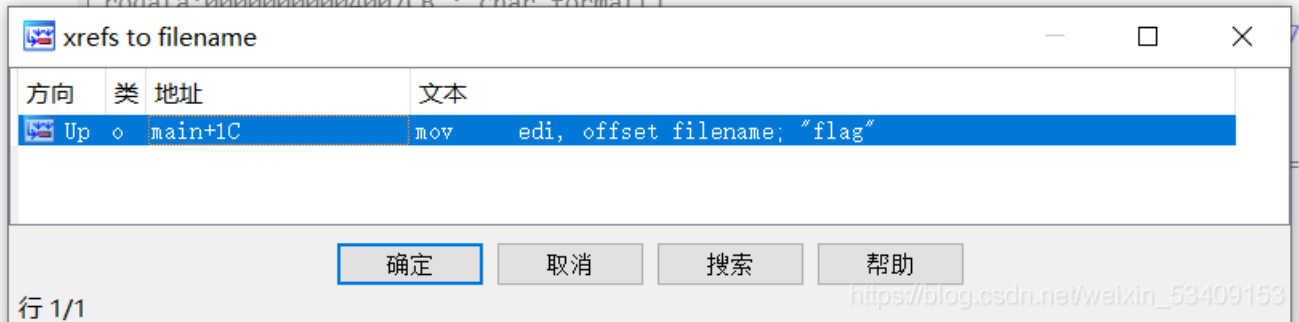 xrefs to filename
方向 类 地址 文本
Up o main+1C mov edi, offset filename; "flag"
确定 取消 搜索 帮助
行 1/1
https://blog.csdn.net/weixin_53409153